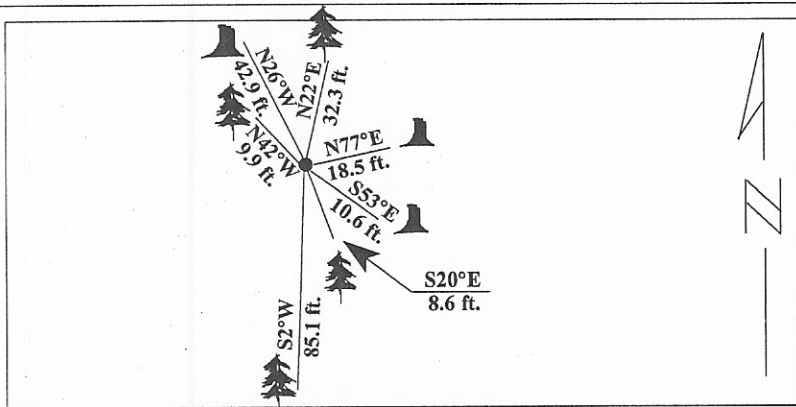 N26°W
42.9 ft.
N22°E
32.3 ft.
N42°W
9.9 ft.
N77°E
18.5 ft.
S53°E
10.6 ft.
S20°E
8.6 ft.
S2°W
85.1 ft.
N